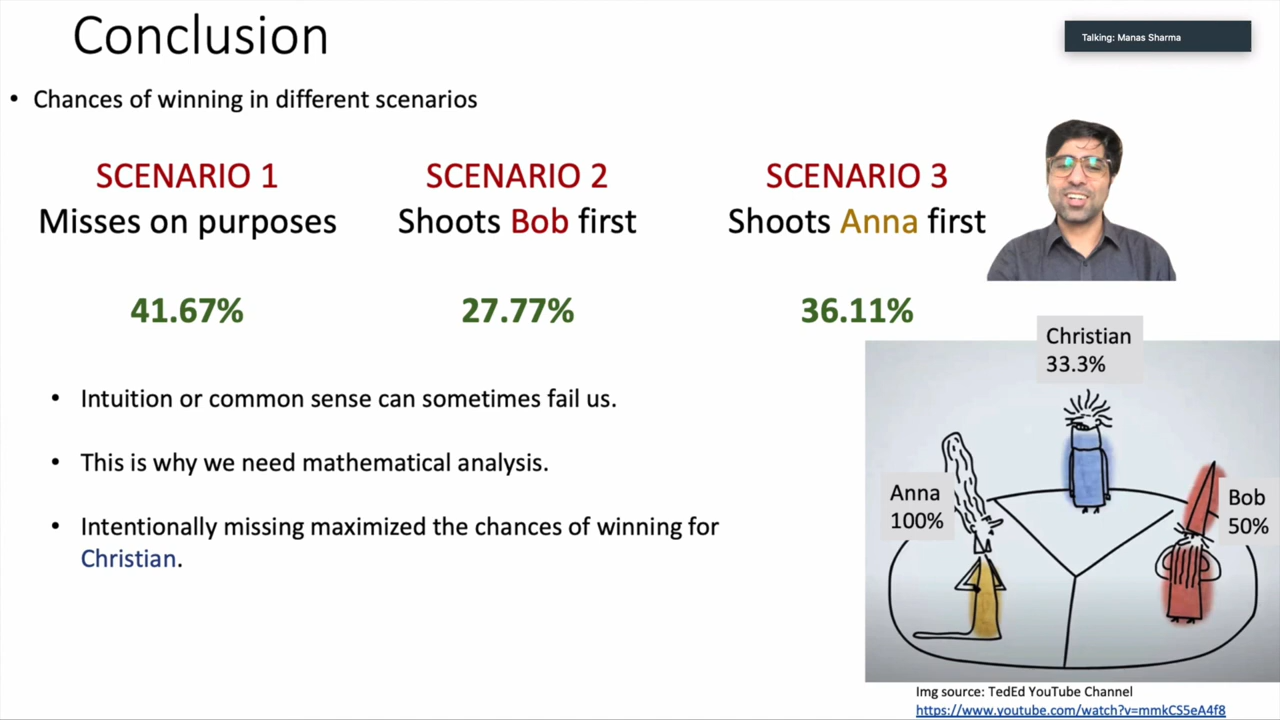 Conclusion
Talking: Manas Sharma
• Chances of winning in different scenarios
SCENARIO 1
Misses on purposes
41.67%
SCENARIO 2
Shoots Bob first
27.77%
SCENARIO 3
Shoots Anna first
36.11%
• Intuition or common sense can sometimes fail us.
• This is why we need mathematical analysis.
• Intentionally missing maximized the chances of winning for
Christian.
Christian
33.3%
Anna
100%
Bob
50%
Img source: TedEd YouTube Channel
https://www.youtube.com/watch?v=mmkCS5eA4f8